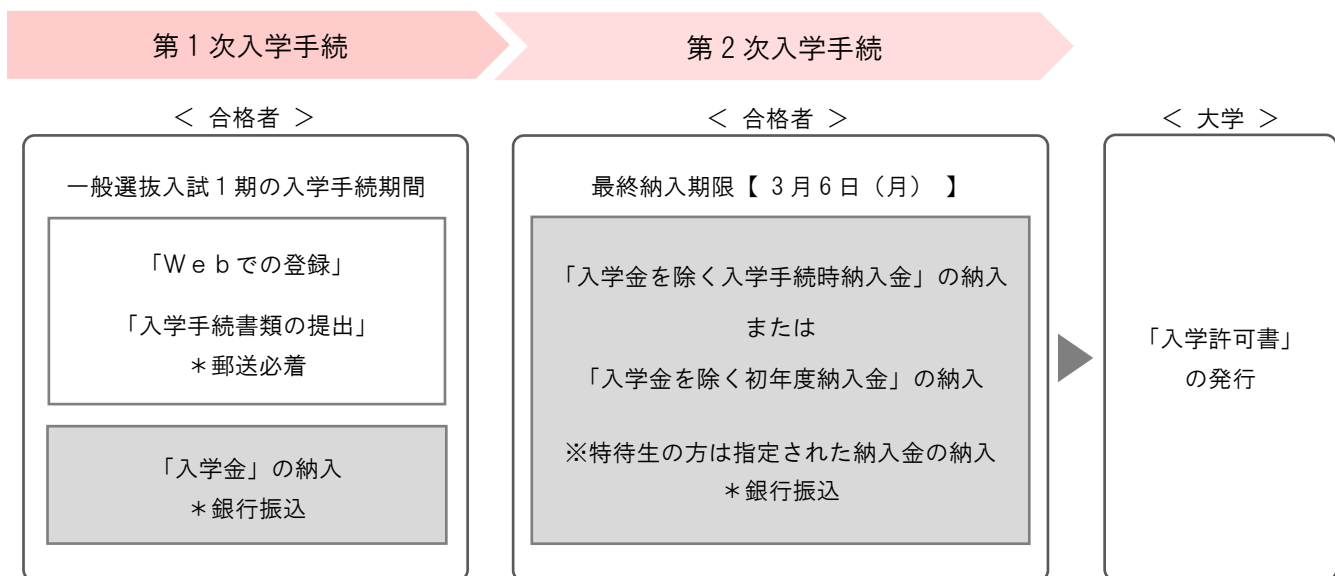 第１次入学手続
第２次入学手続
＜ 合格者 ＞
一般選抜入試１期の入学手続期間
「Ｗｅｂでの登録」
「入学手続書類の提出」
＊郵送必着
「入学金」の納入
＊銀行振込
＜ 合格者 ＞
最終納入期限【 ３月６日（月） 】
「入学金を除く入学手続時納入金」の納入
または
「入学金を除く初年度納入金」の納入
※特待生の方は指定された納入金の納入
＊銀行振込
＜ 大学 ＞
「入学許可書」
の発行